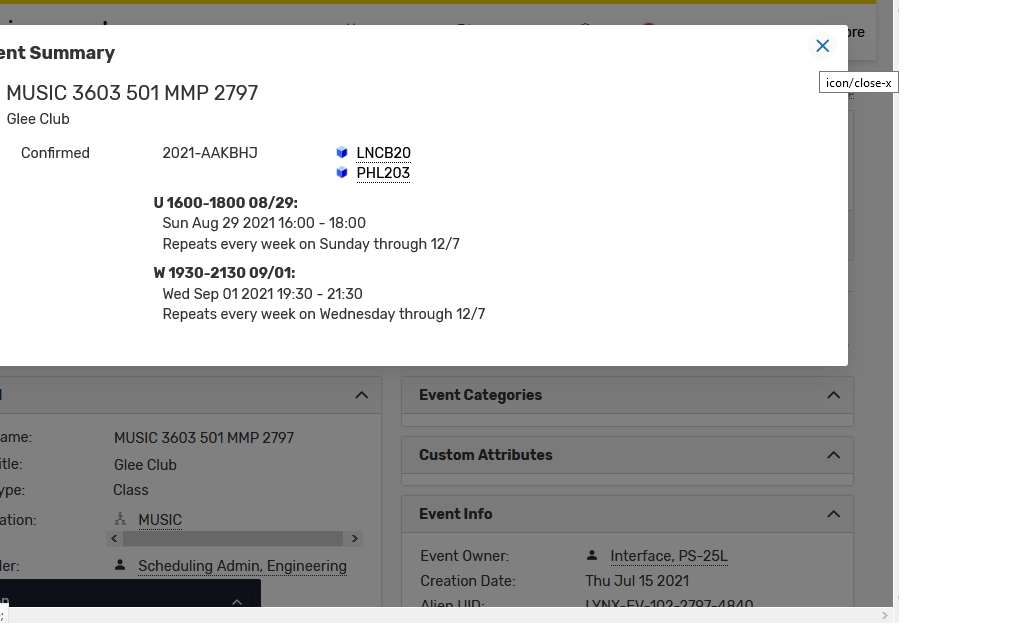 ore
ent Summary
icon/close-x
MUSIC 3603 501 MMP 2797
Glee Club
Confirmed 2021-AAKBHJ LNCB20
PHL203
U 1600-1800 08/29:
Sun Aug 29 2021 16:00 - 18:00
Repeats every week on Sunday through 12/7
W 1930-2130 09/01:
Wed Sep 01 2021 19:30 - 21:30
Repeats every week on Wednesday through 12/7
Event Categories
ame: MUSIC 3603 501 MMP 2797
Custom Attributes
itle: Glee Club
ype: Class
Event Info
ation: MUSIC
Event Owner: Interface, PS-25L
ler: Scheduling Admin, Engineering
Creation Date: Thu Jul 15 2021
Alien UID: LYNX-EV-102-2797-4840